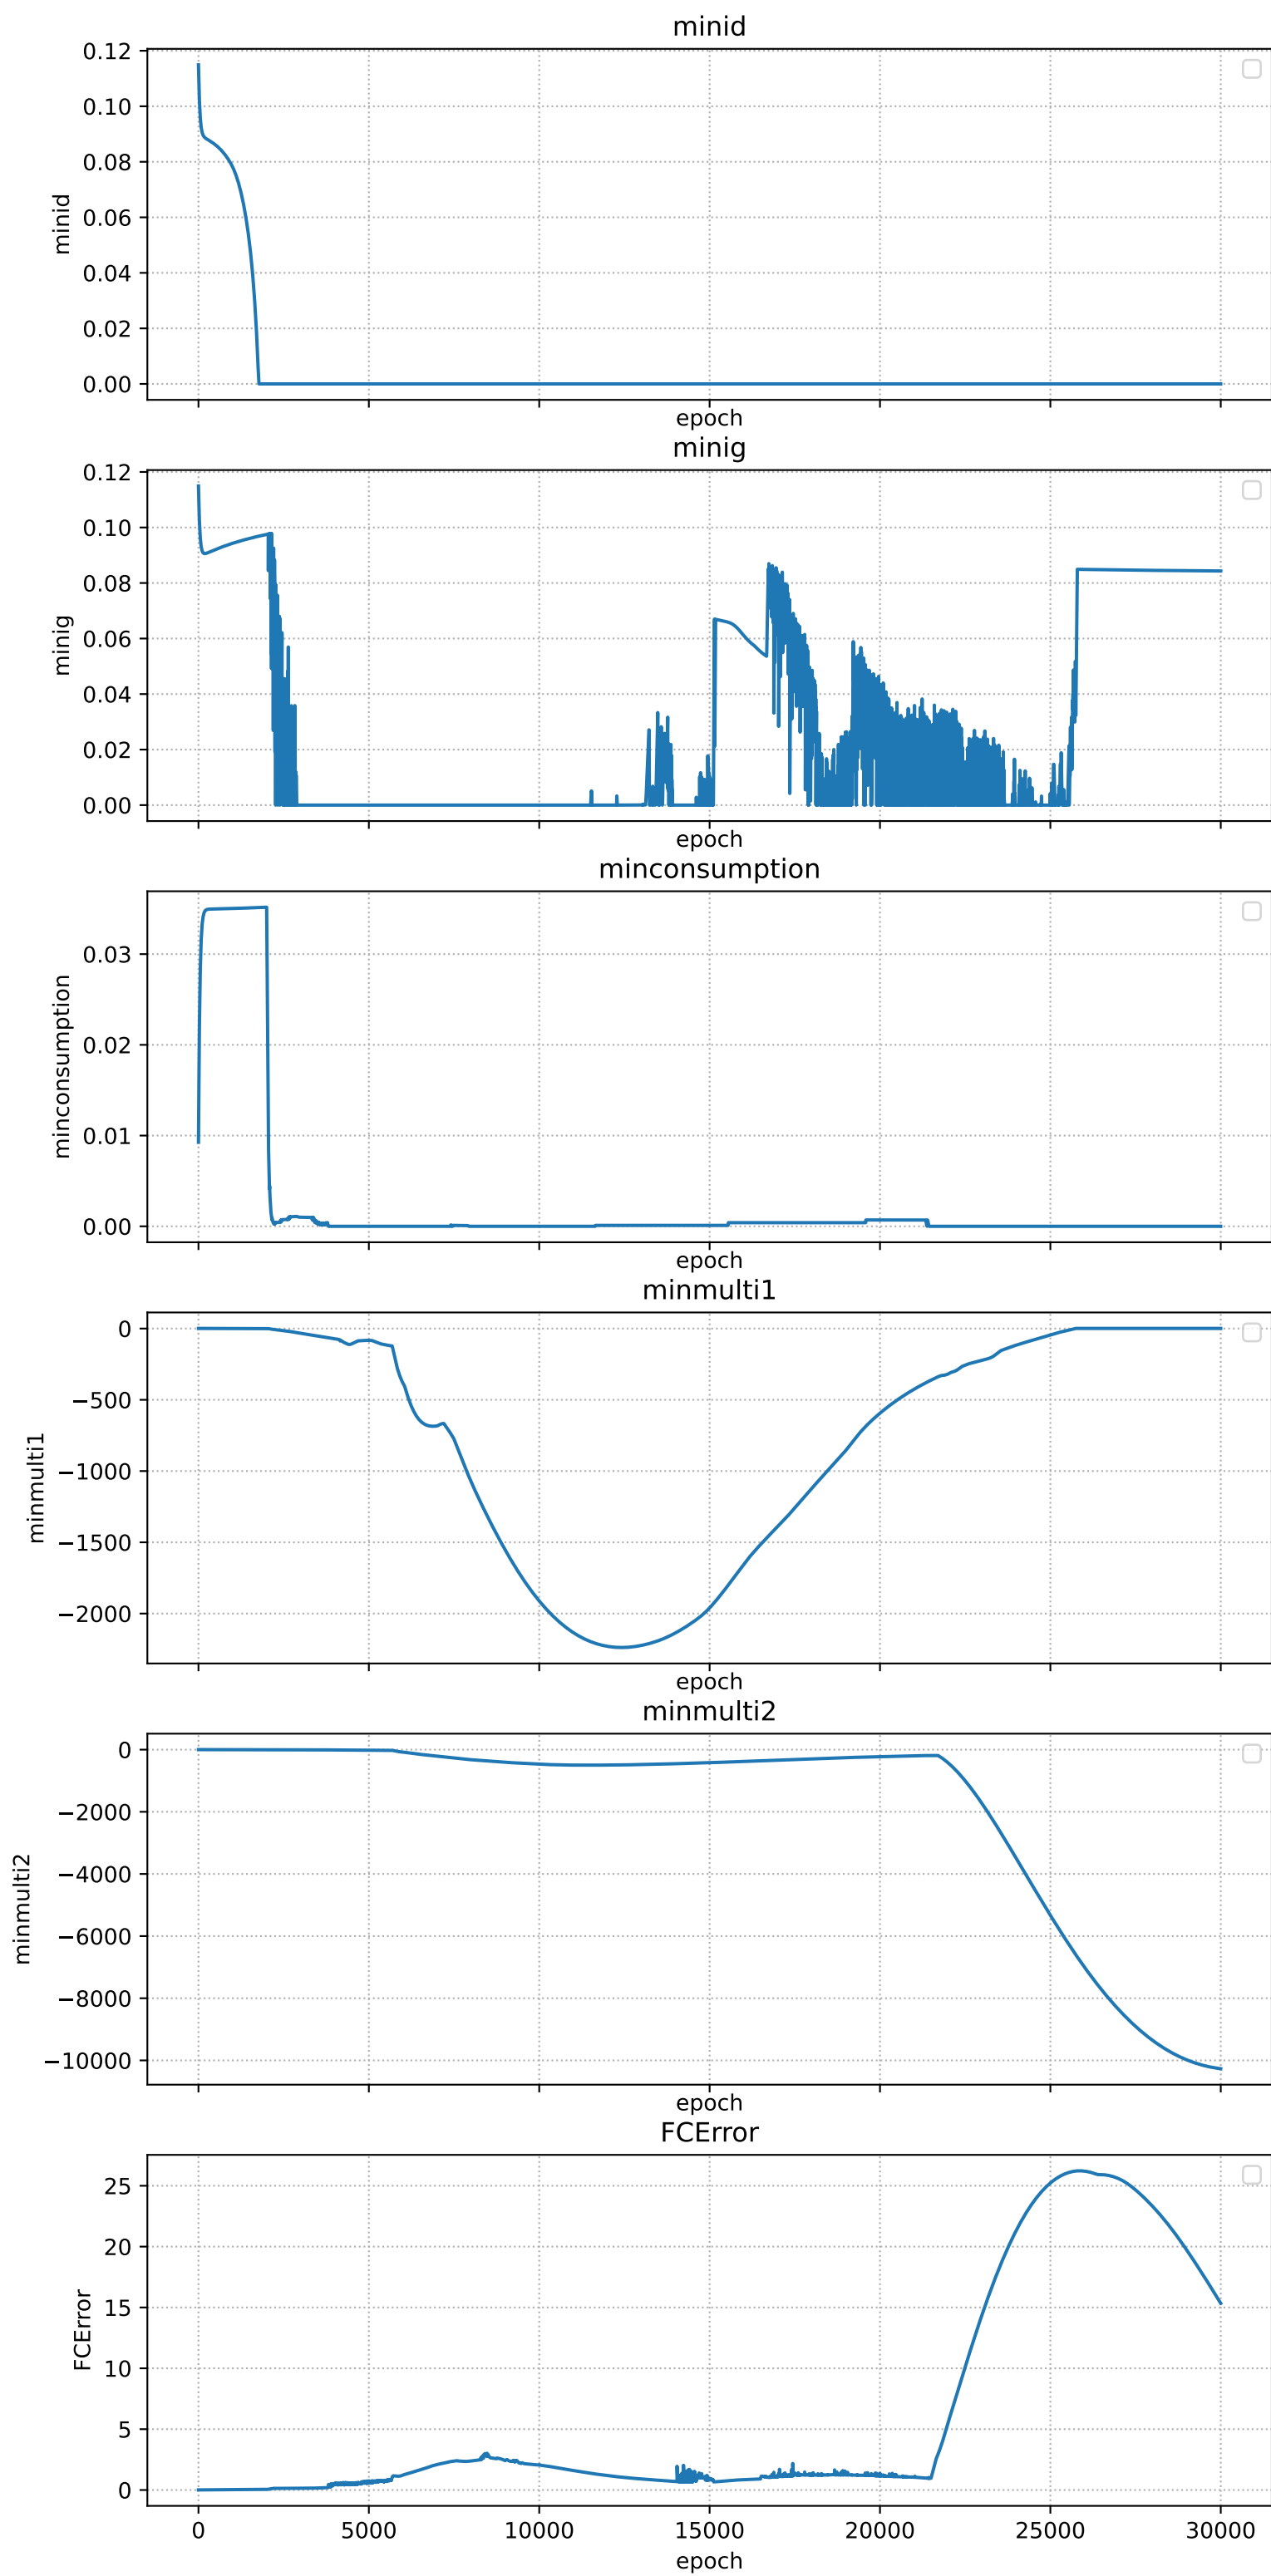 minid
0.12
0.10
0.08
0.06
0.04
0.02
0.00
minid
epoch
minig
0.12
0.10
0.08
0.06
0.04
0.02
0.00
minig
epoch
minconsumption
0.03
0.02
0.01
0.00
minconsumption
epoch
minmulti1
0
−500
−1000
−1500
−2000
minmulti1
epoch
minmulti2
0
−2000
−4000
−6000
−8000
−10000
minmulti2
epoch
FCError
25
20
15
10
5
0
FCError
0 5000 10000 15000 20000 25000 30000
epoch